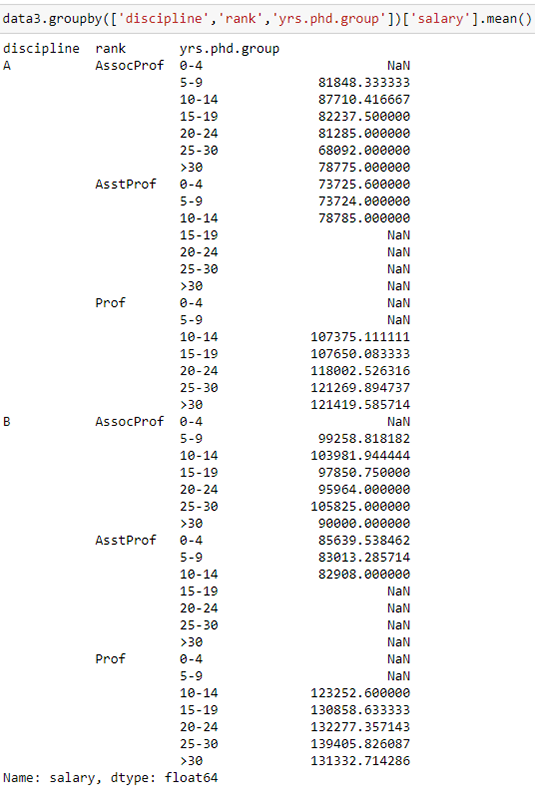 data3.groupby(['discipline','rank','yrs.phd.group'])['salary'].mean()
discipline  rank       yrs.phd.group
A           AssocProf  0-4                        NaN
                       5-9               81848.333333
                       10-14             87710.416667
                       15-19             82237.500000
                       20-24             81285.000000
                       25-30             68092.000000
                       >30               78775.000000
            AsstProf   0-4               73725.600000
                       5-9               73724.000000
                       10-14             78785.000000
                       15-19                      NaN
                       20-24                      NaN
                       25-30                      NaN
                       >30                        NaN
            Prof       0-4                        NaN
                       5-9                        NaN
                       10-14            107375.111111
                       15-19            107650.083333
                       20-24            118002.526316
                       25-30            121269.894737
                       >30              121419.585714
B           AssocProf  0-4                        NaN
                       5-9               99258.818182
                       10-14            103981.944444
                       15-19             97850.750000
                       20-24             95964.000000
                       25-30            105825.000000
                       >30               90000.000000
            AsstProf   0-4               85639.538462
                       5-9               83013.285714
                       10-14             82908.000000
                       15-19                      NaN
                       20-24                      NaN
                       25-30                      NaN
                       >30                        NaN
            Prof       0-4                        NaN
                       5-9                        NaN
                       10-14            123252.600000
                       15-19            130858.633333
                       20-24            132277.357143
                       25-30            139405.826087
                       >30              131332.714286
Name: salary, dtype: float64